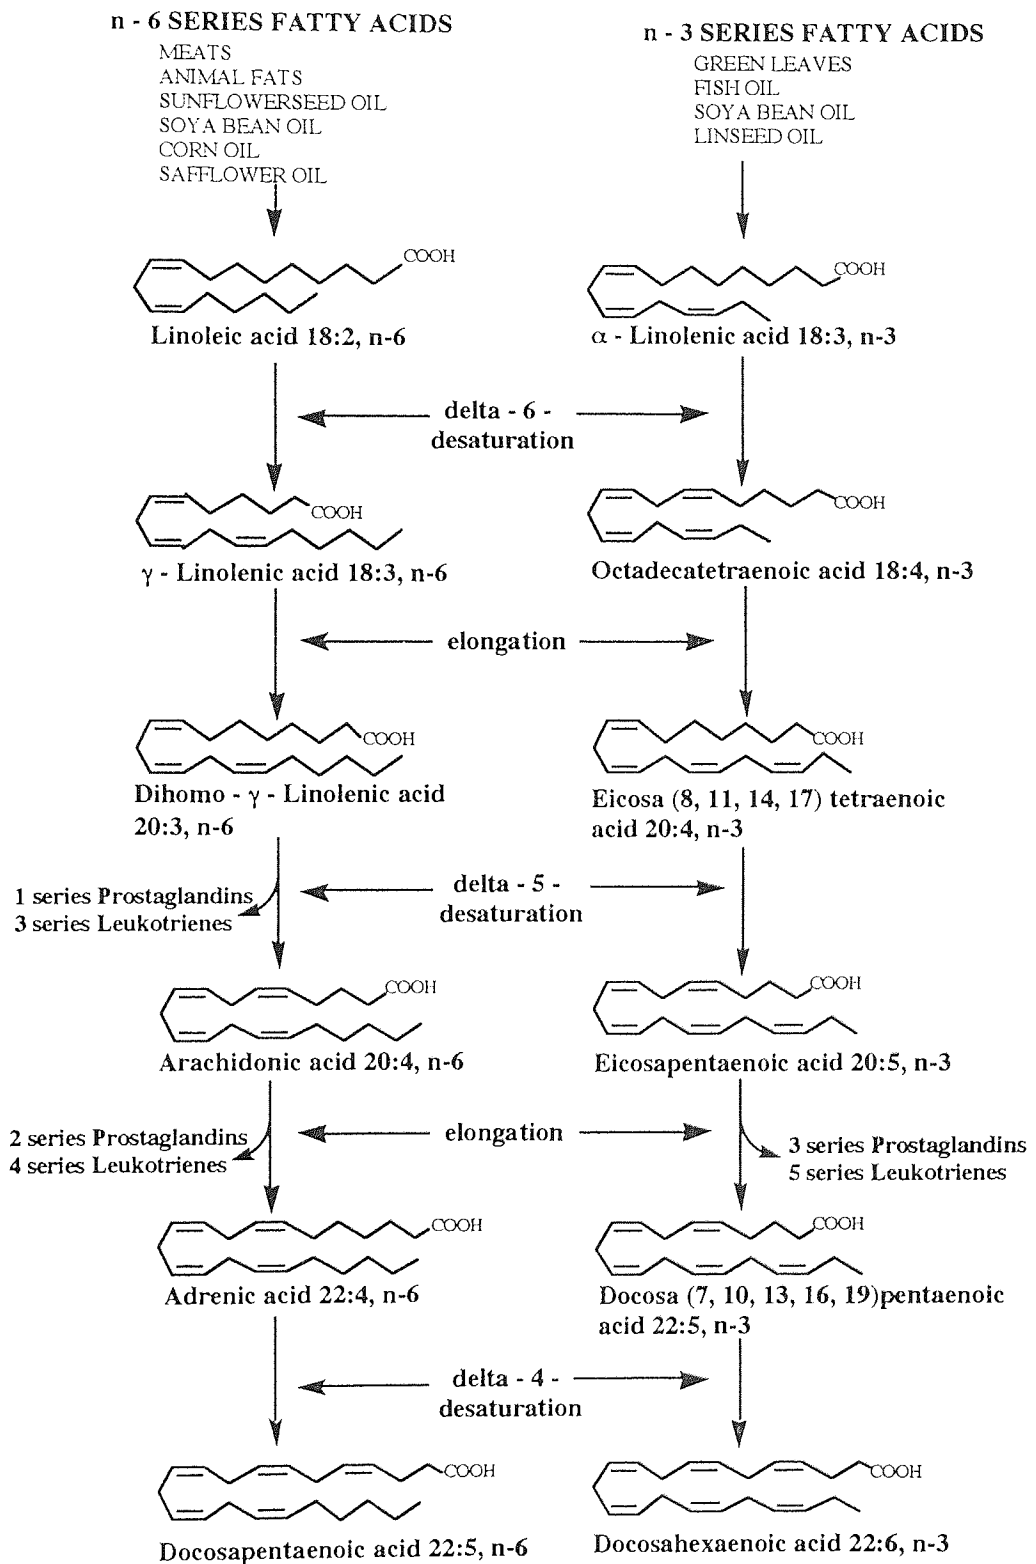 n - 6 SERIES FATTY ACIDS
MEATS
ANIMAL FATS
SUNFLOWERSEED OIL
SOYA BEAN OIL
CORN OIL
SAFFLOWER OIL
n - 3 SERIES FATTY ACIDS
GREEN LEAVES
FISH OIL
SOYA BEAN OIL
LINSEED OIL
COOH
Linoleic acid 18:2, n-6
COOH
α - Linolenic acid 18:3, n-3
delta - 6 -
desaturation
COOH
γ - Linolenic acid 18:3, n-6
COOH
Octadecatetraenoic acid 18:4, n-3
elongation
COOH
Dihomo - γ - Linolenic acid
20:3, n-6
COOH
Eicosa (8, 11, 14, 17) tetraenoic
acid 20:4, n-3
1 series Prostaglandins
3 series Leukotrienes
delta - 5 -
desaturation
COOH
Arachidonic acid 20:4, n-6
COOH
Eicosapentaenoic acid 20:5, n-3
2 series Prostaglandins
4 series Leukotrienes
elongation
3 series Prostaglandins
5 series Leukotrienes
COOH
Adrenic acid 22:4, n-6
COOH
Docosa (7, 10, 13, 16, 19)pentaenoic
acid 22:5, n-3
delta - 4 -
desaturation
COOH
Docosapentaenoic acid 22:5, n-6
COOH
Docosahexaenoic acid 22:6, n-3